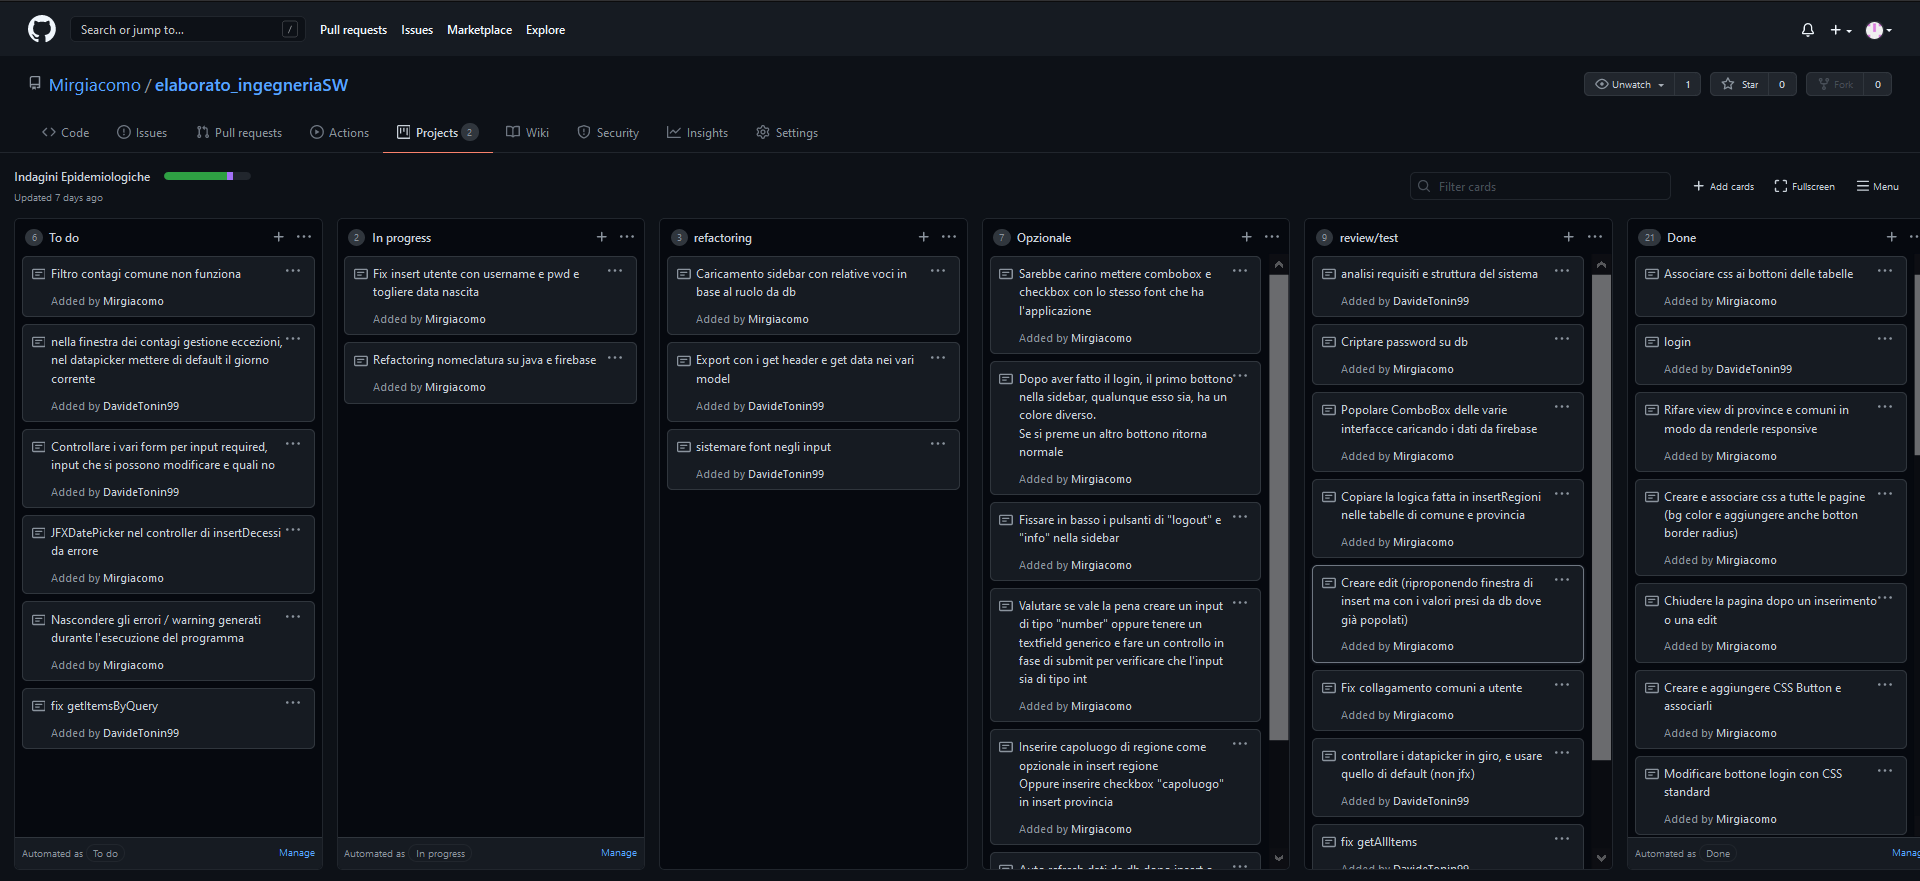 Search or jump to...
/
Pull requests
Issues
Marketplace
Explore
Mirgiacomo / elaborato_ingegneriaSW
Unwatch
1
Star
0
Fork
0
Code
Issues
Pull requests
Actions
Projects 2
Wiki
Security
Insights
Settings
Indagini Epidemiologiche
Updated 7 days ago
Filter cards
Add cards
Fullscreen
Menu
6 To do
Filtro contagi comune non funziona
Added by Mirgiacomo
nella finestra dei contagi gestione eccezioni,
nel datapicker mettere di default il giorno
corrente
Added by DavideTonin99
Controllare i vari form per input required,
input che si possono modificare e quali no
Added by DavideTonin99
JFXDatePicker nel controller di insertDecessi
da errore
Added by Mirgiacomo
Nascondere gli errori / warning generati
durante l'esecuzione del programma
Added by Mirgiacomo
fix getItemsByQuery
Added by DavideTonin99
Automated as To do
Manage
2 In progress
Fix insert utente con username e pwd e
togliere data nascita
Added by Mirgiacomo
Refactoring nomeclatura su java e firebase
Added by Mirgiacomo
Automated as In progress
Manage
3 refactoring
Caricamento sidebar con relative voci in
base al ruolo da db
Added by Mirgiacomo
Export con i get header e get data nei vari
model
Added by DavideTonin99
sistemare font negli input
Added by DavideTonin99
7 Opzionale
Sarebbe carino mettere combobox e
checkbox con lo stesso font che ha
l'applicazione
Added by Mirgiacomo
Dopo aver fatto il login, il primo bottono
nella sidebar, qualunque esso sia, ha un
colore diverso.
Se si preme un altro bottono ritorna
normale
Added by Mirgiacomo
Fissare in basso i pulsanti di "logout" e
"info" nella sidebar
Added by Mirgiacomo
Valutare se vale la pena creare un input
di tipo "number" oppure tenere un
textfield generico e fare un controllo in
fase di submit per verificare che l'input
sia di tipo int
Added by Mirgiacomo
Inserire capoluogo di regione come
opzionale in insert regione
Oppure inserire checkbox "capoluogo"
in insert provincia
Added by Mirgiacomo
Auto refresh dati da db dopo insert e
9 review/test
analisi requisiti e struttura del sistema
Added by DavideTonin99
Criptare password su db
Added by Mirgiacomo
Popolare ComboBox delle varie
interfacce caricando i dati da firebase
Added by Mirgiacomo
Copiare la logica fatta in insertRegioni
nelle tabelle di comune e provincia
Added by Mirgiacomo
Creare edit (riproponendo finestra di
insert ma con i valori presi da db dove
già popolati)
Added by Mirgiacomo
Fix collagamento comuni a utente
Added by Mirgiacomo
controllare i datapicker in giro, e usare
quello di default (non jfx)
Added by DavideTonin99
fix getAllItems
Added by DavideTonin99
21 Done
Associare css ai bottoni delle tabelle
Added by Mirgiacomo
login
Added by DavideTonin99
Rifare view di province e comuni in
modo da renderle responsive
Added by Mirgiacomo
Creare e associare css a tutte le pagine
(bg color e aggiungere anche botton
border radius)
Added by Mirgiacomo
Chiudere la pagina dopo un inserimento
o una edit
Added by Mirgiacomo
Creare e aggiungere CSS Button e
associarli
Added by Mirgiacomo
Modificare bottone login con CSS
standard
Added by Mirgiacomo
Automated as Done
Manag